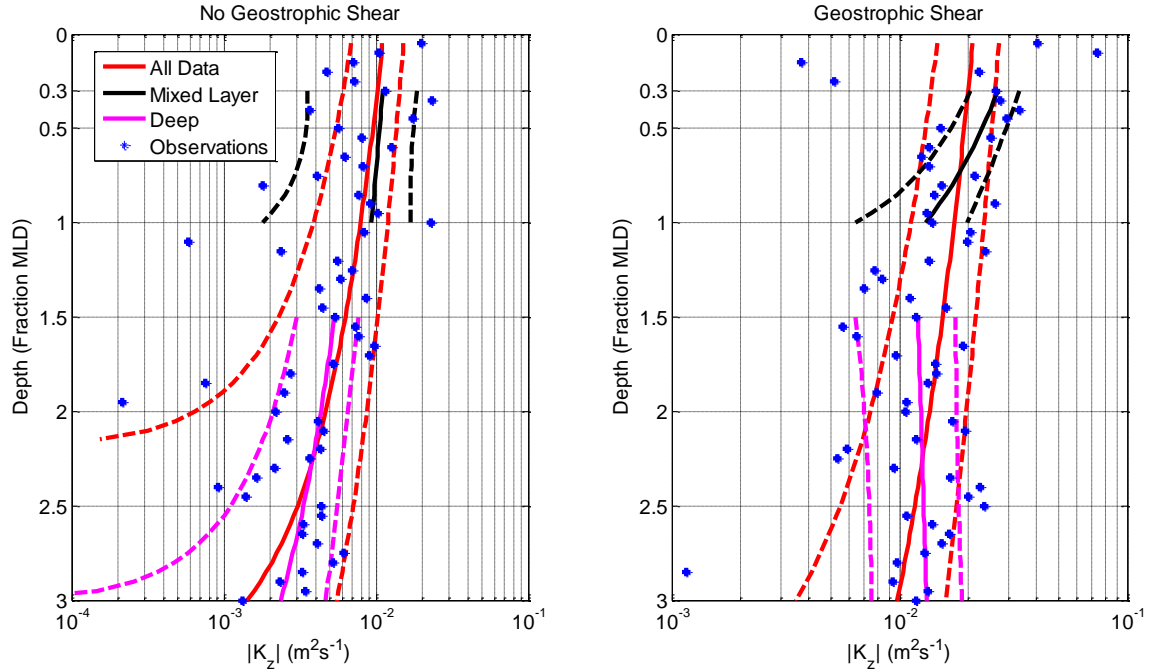 No Geostrophic Shear
0
0.3
0.5
1
1.5
2
2.5
3
Depth (Fraction MLD)
All Data
Mixed Layer
Deep
Observations
10^-4
10^-3
10^-2
10^-1
|K_z| (m^2s^-1)
Geostrophic Shear
0
0.3
0.5
1
1.5
2
2.5
3
Depth (Fraction MLD)
10^-3
10^-2
10^-1
|K_z| (m^2s^-1)